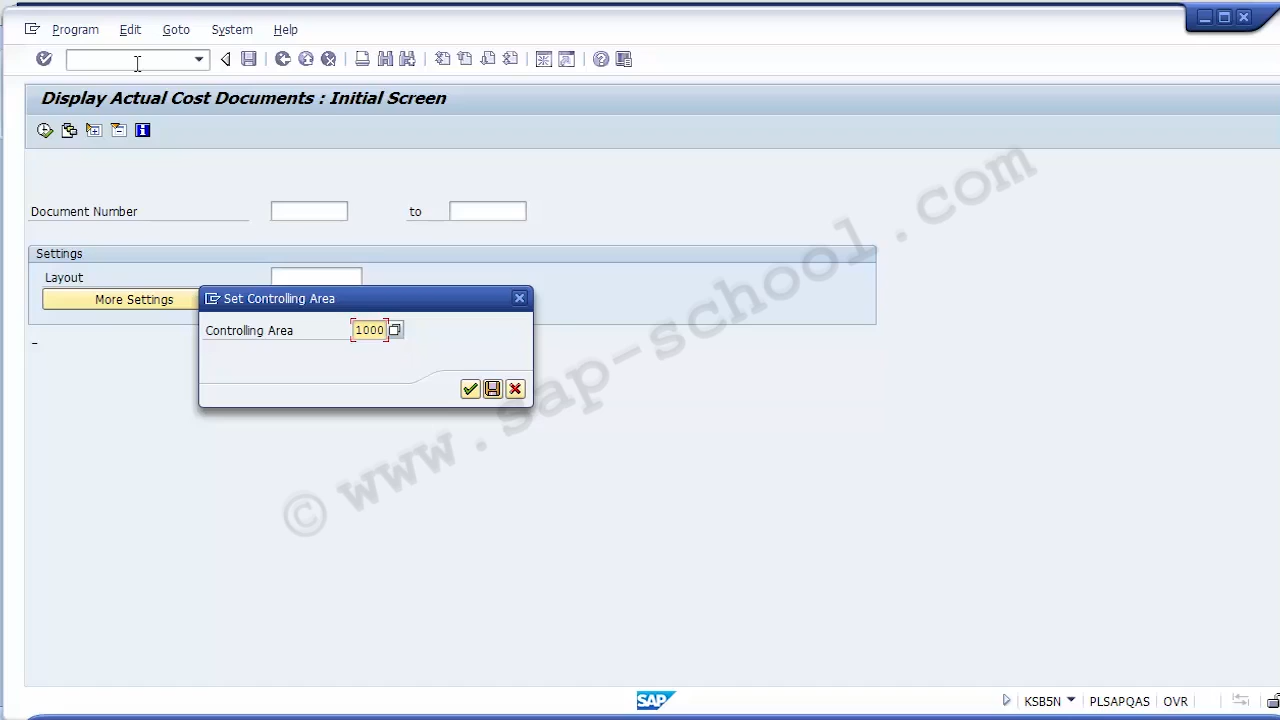 Program Edit Goto System Help
Display Actual Cost Documents : Initial Screen
Document Number to
Settings
Layout
More Settings
Set Controlling Area
Controlling Area 1000
© www.sap-school.com
SAP KSB5N PLSAPQAS OVR